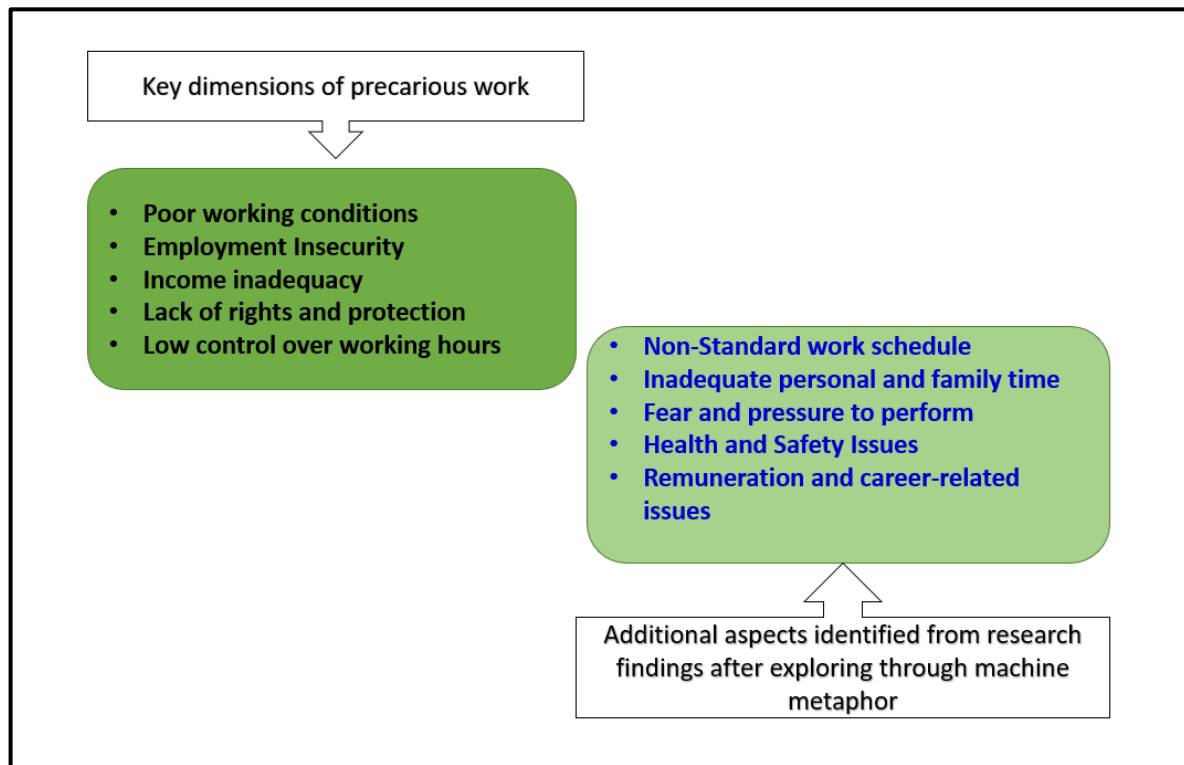 Key dimensions of precarious work
• Poor working conditions
• Employment Insecurity
• Income inadequacy
• Lack of rights and protection
• Low control over working hours
• Non-Standard work schedule
• Inadequate personal and family time
• Fear and pressure to perform
• Health and Safety Issues
• Remuneration and career-related
issues
Additional aspects identified from research
findings after exploring through machine
metaphor